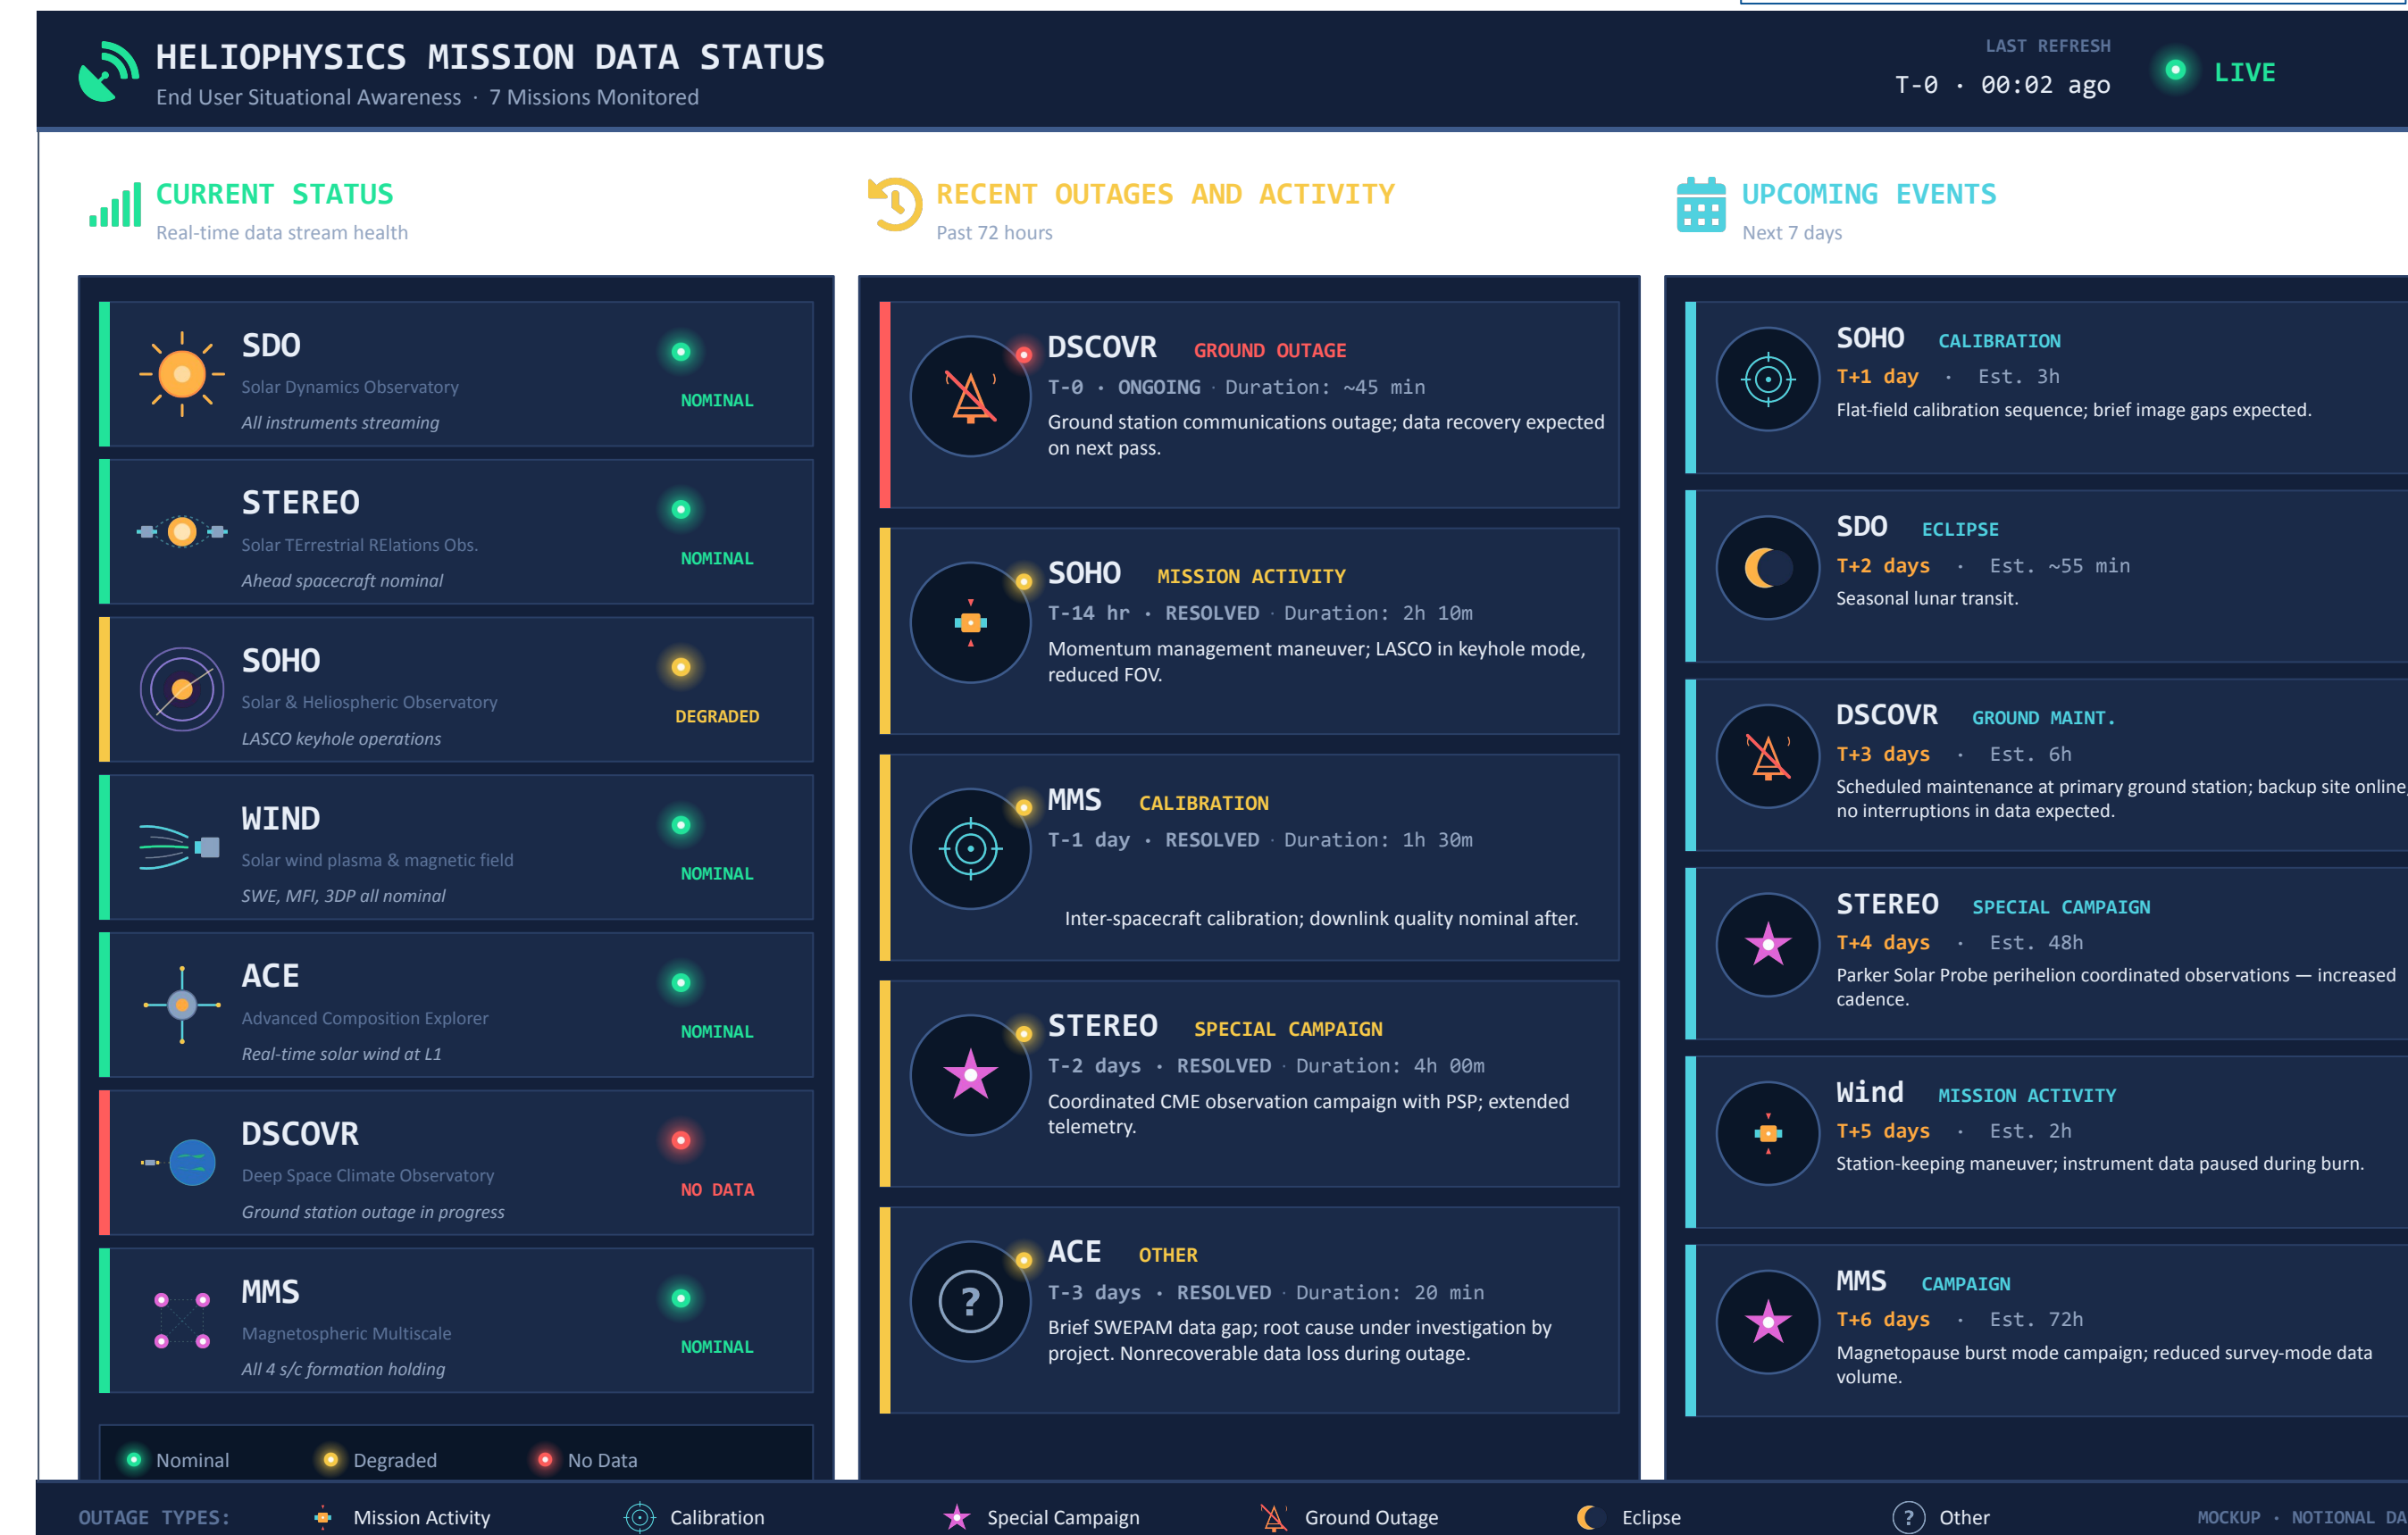 HELIOPHYSICS MISSION DATA STATUS
End User Situational Awareness · 7 Missions Monitored
LAST REFRESH
T-0 · 00:02 ago
LIVE
CURRENT STATUS
Real-time data stream health
SDO
Solar Dynamics Observatory
All instruments streaming
NOMINAL
STEREO
Solar TErrestrial RElations Obs.
Ahead spacecraft nominal
NOMINAL
SOHO
Solar & Heliospheric Observatory
LASCO keyhole operations
DEGRADED
WIND
Solar wind plasma & magnetic field
SWE, MFI, 3DP all nominal
NOMINAL
ACE
Advanced Composition Explorer
Real-time solar wind at L1
NOMINAL
DSCOVR
Deep Space Climate Observatory
Ground station outage in progress
NO DATA
MMS
Magnetospheric Multiscale
All 4 s/c formation holding
NOMINAL
Nominal
Degraded
No Data
RECENT OUTAGES AND ACTIVITY
Past 72 hours
DSCOVR GROUND OUTAGE
T-0 · ONGOING · Duration: ~45 min
Ground station communications outage; data recovery expected
on next pass.
SOHO MISSION ACTIVITY
T-14 hr · RESOLVED · Duration: 2h 10m
Momentum management maneuver; LASCO in keyhole mode,
reduced FOV.
MMS CALIBRATION
T-1 day · RESOLVED · Duration: 1h 30m
Inter-spacecraft calibration; downlink quality nominal after.
STEREO SPECIAL CAMPAIGN
T-2 days · RESOLVED · Duration: 4h 00m
Coordinated CME observation campaign with PSP; extended
telemetry.
?
ACE OTHER
T-3 days · RESOLVED · Duration: 20 min
Brief SWEPAM data gap; root cause under investigation by
project. Nonrecoverable data loss during outage.
UPCOMING EVENTS
Next 7 days
SOHO CALIBRATION
T+1 day · Est. 3h
Flat-field calibration sequence; brief image gaps expected.
SDO ECLIPSE
T+2 days · Est. ~55 min
Seasonal lunar transit.
DSCOVR GROUND MAINT.
T+3 days · Est. 6h
Scheduled maintenance at primary ground station; backup site online,
no interruptions in data expected.
STEREO SPECIAL CAMPAIGN
T+4 days · Est. 48h
Parker Solar Probe perihelion coordinated observations — increased
cadence.
Wind MISSION ACTIVITY
T+5 days · Est. 2h
Station-keeping maneuver; instrument data paused during burn.
MMS CAMPAIGN
T+6 days · Est. 72h
Magnetopause burst mode campaign; reduced survey-mode data
volume.
OUTAGE TYPES:
Mission Activity
Calibration
Special Campaign
Ground Outage
Eclipse
? Other
MOCKUP · NOTIONAL